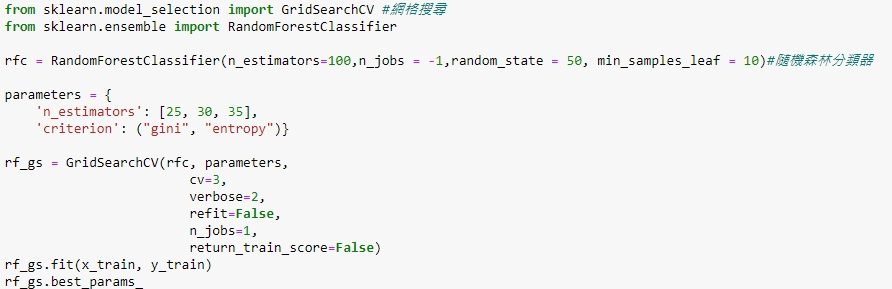 from sklearn.model_selection import GridSearchCV #網格搜尋
from sklearn.ensemble import RandomForestClassifier
rfc = RandomForestClassifier(n_estimators=100,n_jobs = -1,random_state = 50, min_samples_leaf = 10)#隨機森林分類器
parameters = {
    'n_estimators': [25, 30, 35],
    'criterion': ("gini", "entropy")}
rf_gs = GridSearchCV(rfc, parameters,
                        cv=3,
                        verbose=2,
                        refit=False,
                        n_jobs=1,
                        return_train_score=False)
rf_gs.fit(x_train, y_train)
rf_gs.best_params_